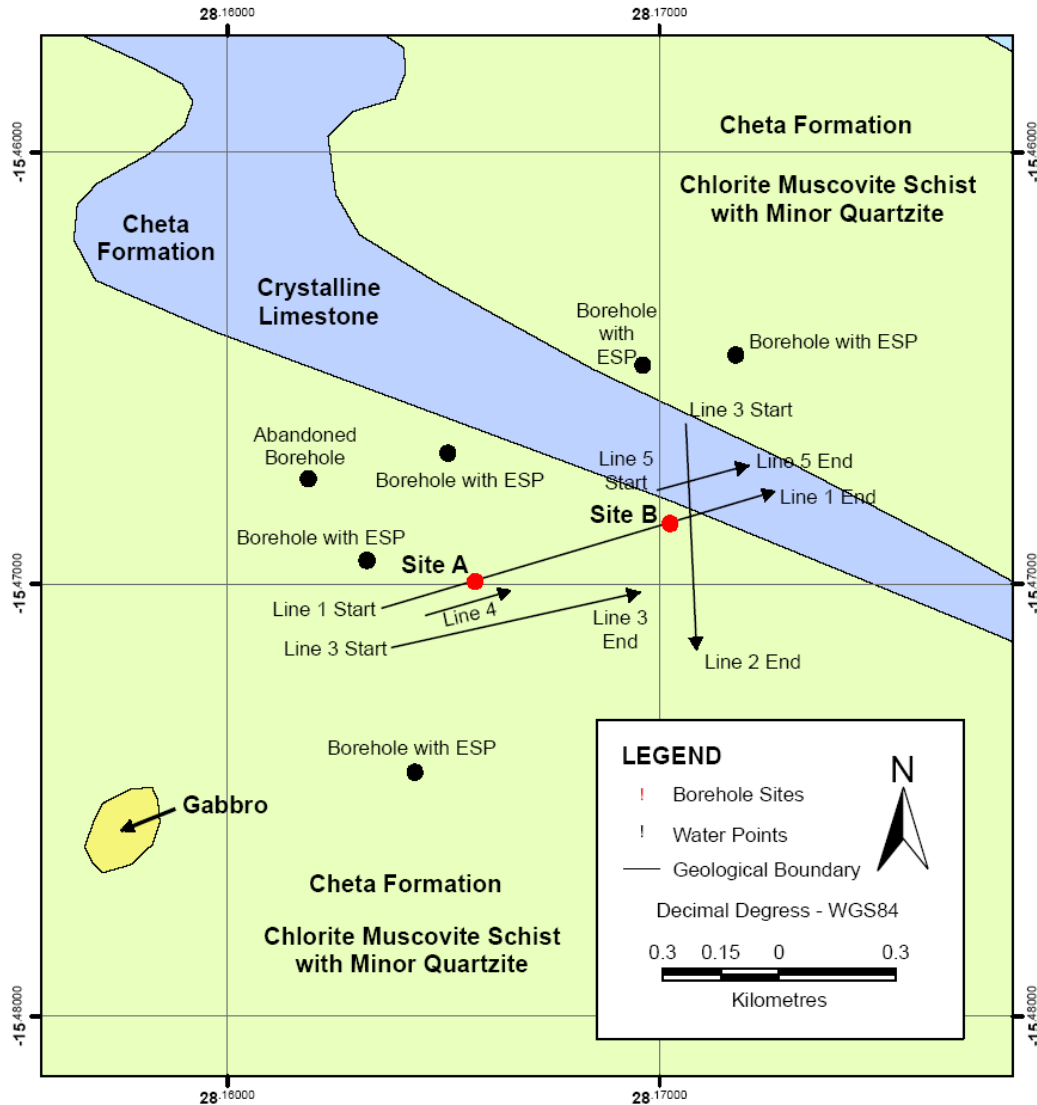 28.16000
28.17000
-15.46000
-15.46000
Cheta Formation
Chlorite Muscovite Schist
with Minor Quartzite
Cheta
Formation
Crystalline
Limestone
Borehole
with
ESP
Borehole with ESP
Line 3 Start
Abandoned
Borehole
Borehole with ESP
Line 5
Start
Line 5 End
Line 1 End
Site B
Borehole with ESP
Site A
-15.47000
-15.47000
Line 1 Start
Line 4
Line 3 Start
Line 3
End
Line 2 End
Borehole with ESP
Gabbro
Cheta Formation
Chlorite Muscovite Schist
with Minor Quartzite
LEGEND
N
! Borehole Sites
! Water Points
Geological Boundary
Decimal Degress - WGS84
0.3 0.15 0 0.3
Kilometres
-15.48000
-15.48000
28.16000
28.17000